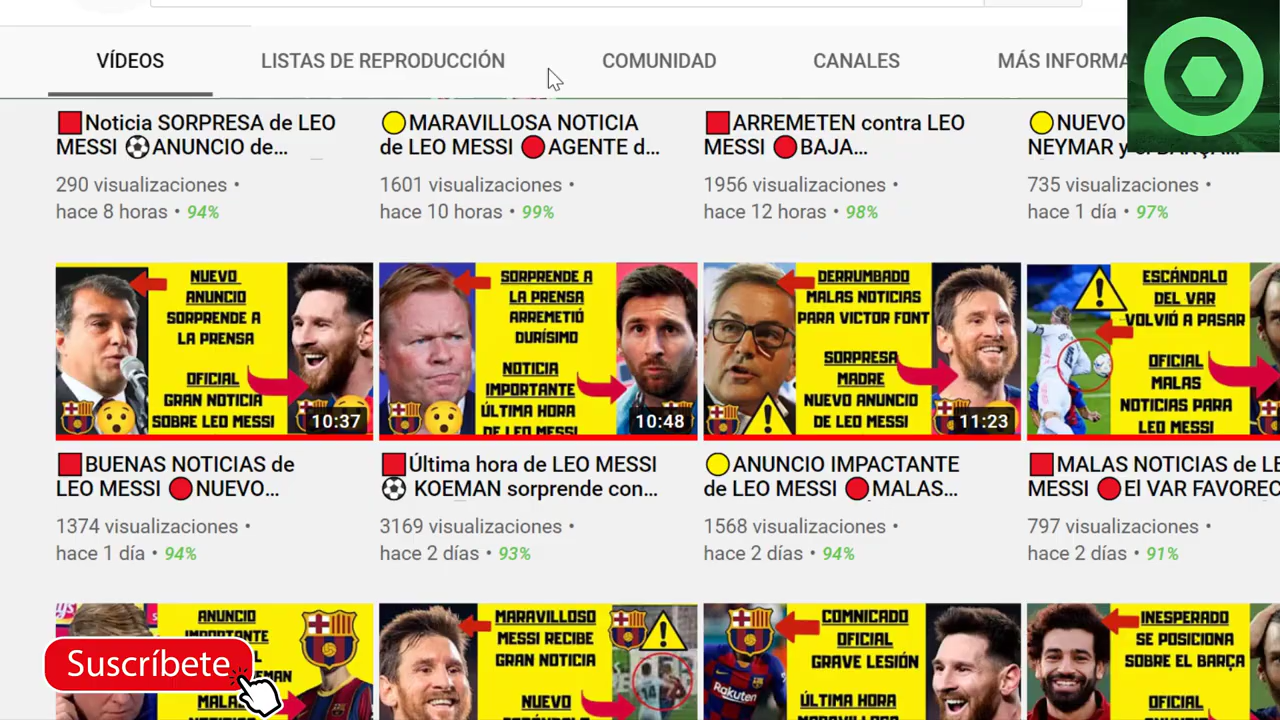 VÍDEOS
LISTAS DE REPRODUCCIÓN
COMUNIDAD
CANALES
MÁS INFORMA
Noticia SORPRESA de LEO
MESSI ⚽ANUNCIO de...
290 visualizaciones •
hace 8 horas • 94%
MARAVILLOSA NOTICIA
de LEO MESSI 🔴AGENTE d...
1601 visualizaciones •
hace 10 horas • 99%
ARREMETEN contra LEO
MESSI 🔴BAJA...
1956 visualizaciones •
hace 12 horas • 98%
NUEVO
NEYMAR y
735 visualizaciones •
hace 1 día • 97%
NUEVO
ANUNCIO
SORPRENDE A
LA PRENSA
OFICIAL
GRAN NOTICIA
SOBRE LEO MESSI
10:37
SORPRENDE A
LA PRENSA
ARREMETIÓ
DURÍSIMO
NOTICIA
IMPORTANTE
ÚLTIMA HORA
DE LEO MESSI
10:48
DERRUMBADO
MALAS NOTICIAS
PARA VICTOR FONT
SORPRESA
MADRE
NUEVO ANUNCIO
DE LEO MESSI
11:23
ESCÁNDALO
DEL VAR
VOLVIÓ A PASAR
OFICIAL
MALAS
NOTICIAS PARA
LEO MESSI
BUENAS NOTICIAS de
LEO MESSI 🔴NUEVO...
1374 visualizaciones •
hace 1 día • 94%
Última hora de LEO MESSI
⚽ KOEMAN sorprende con...
3169 visualizaciones •
hace 2 días • 93%
ANUNCIO IMPACTANTE
de LEO MESSI 🔴MALAS...
1568 visualizaciones •
hace 2 días • 94%
MALAS NOTICIAS de LE
MESSI 🔴El VAR FAVOREC
797 visualizaciones •
hace 2 días • 91%
ANUNCIO
IMPORTANTE
MALAS
Suscríbete
MARAVILLOSO
MESSI RECIBE
GRAN NOTICIA
NUEVO
14
COMNICADO
OFICIAL
GRAVE LESIÓN
ÚLTIMA HORA
Rakuten
INESPERADO
SE POSICIONA
SOBRE EL BARÇA
OFICIAL